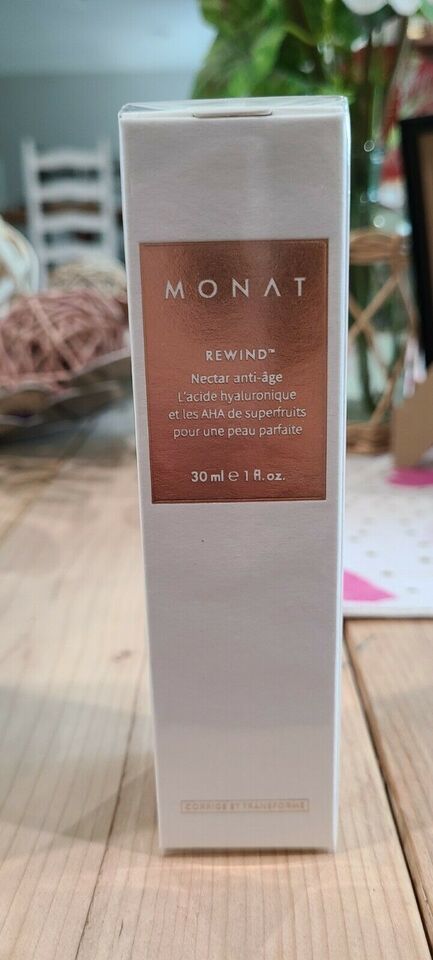 MONAT
REWIND™
Nectar anti-âge
L'acide hyaluronique
et les AHA de superfruits
pour une peau parfaite
30 ml e 1 fl. oz.
CORRIGE ET TRANSFORME